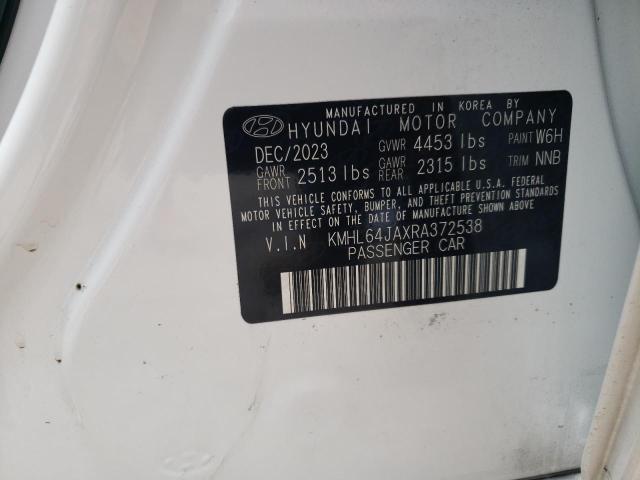 MANUFACTURED IN KOREA BY
HYUNDAI MOTOR COMPANY
DEC/2023 GVWR 4453 lbs PAINT W6H
GAWR FRONT 2513 lbs GAWR REAR 2315 lbs TRIM NNB
THIS VEHICLE CONFORMS TO ALL APPLICABLE U.S.A. FEDERAL
MOTOR VEHICLE SAFETY, BUMPER, AND THEFT PREVENTION
STANDARDS IN EFFECT ON THE DATE OF MANUFACTURE SHOWN ABOVE.
V.I.N KMHL64JAXRA372538
PASSENGER CAR